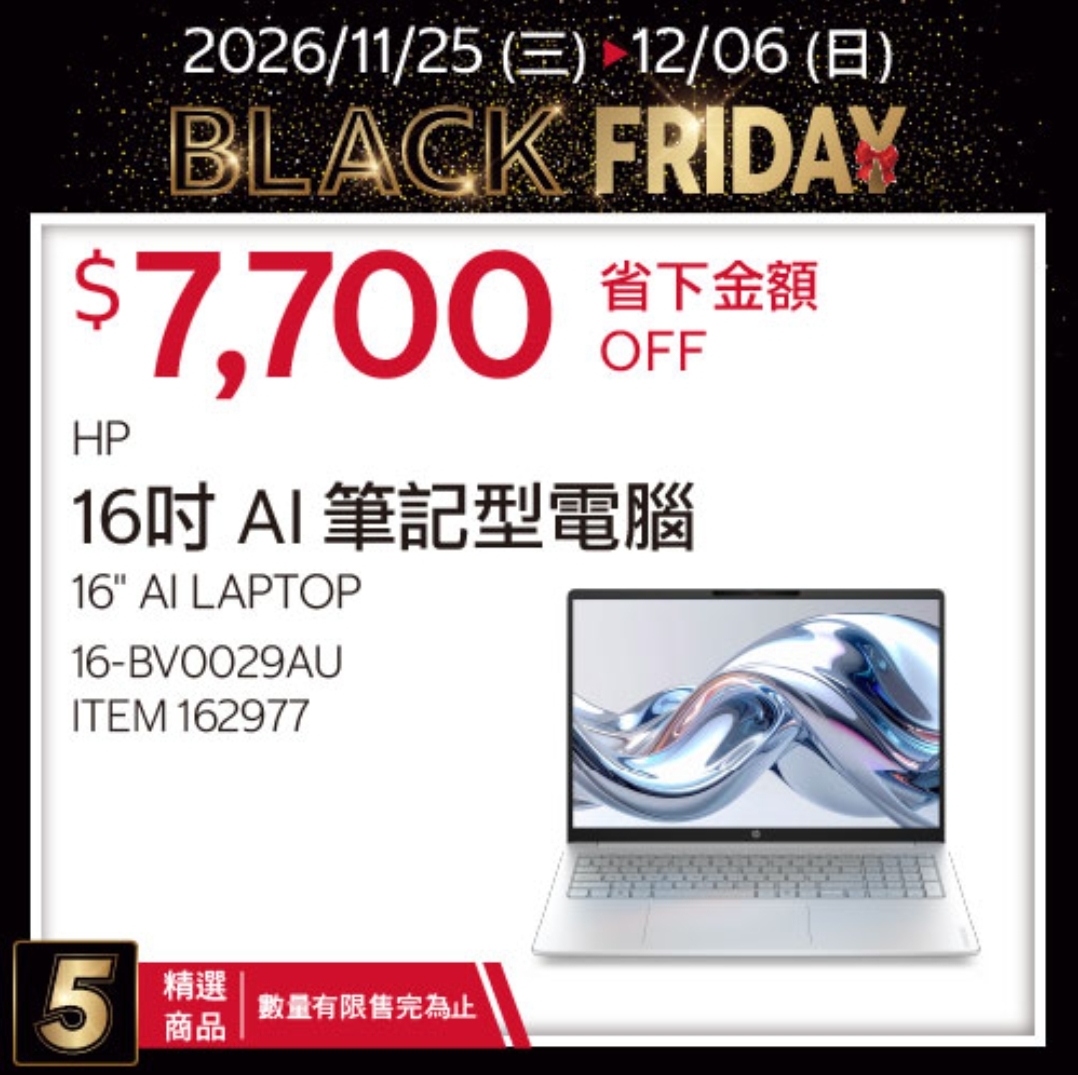 2026/11/25 (三) ▶ 12/06 (日)
BLACK FRIDAY
$7,700 省下金額
OFF
HP
16吋 AI 筆記型電腦
16" AI LAPTOP
16-BV0029AU
ITEM 162977
5 精選
商品
數量有限售完為止